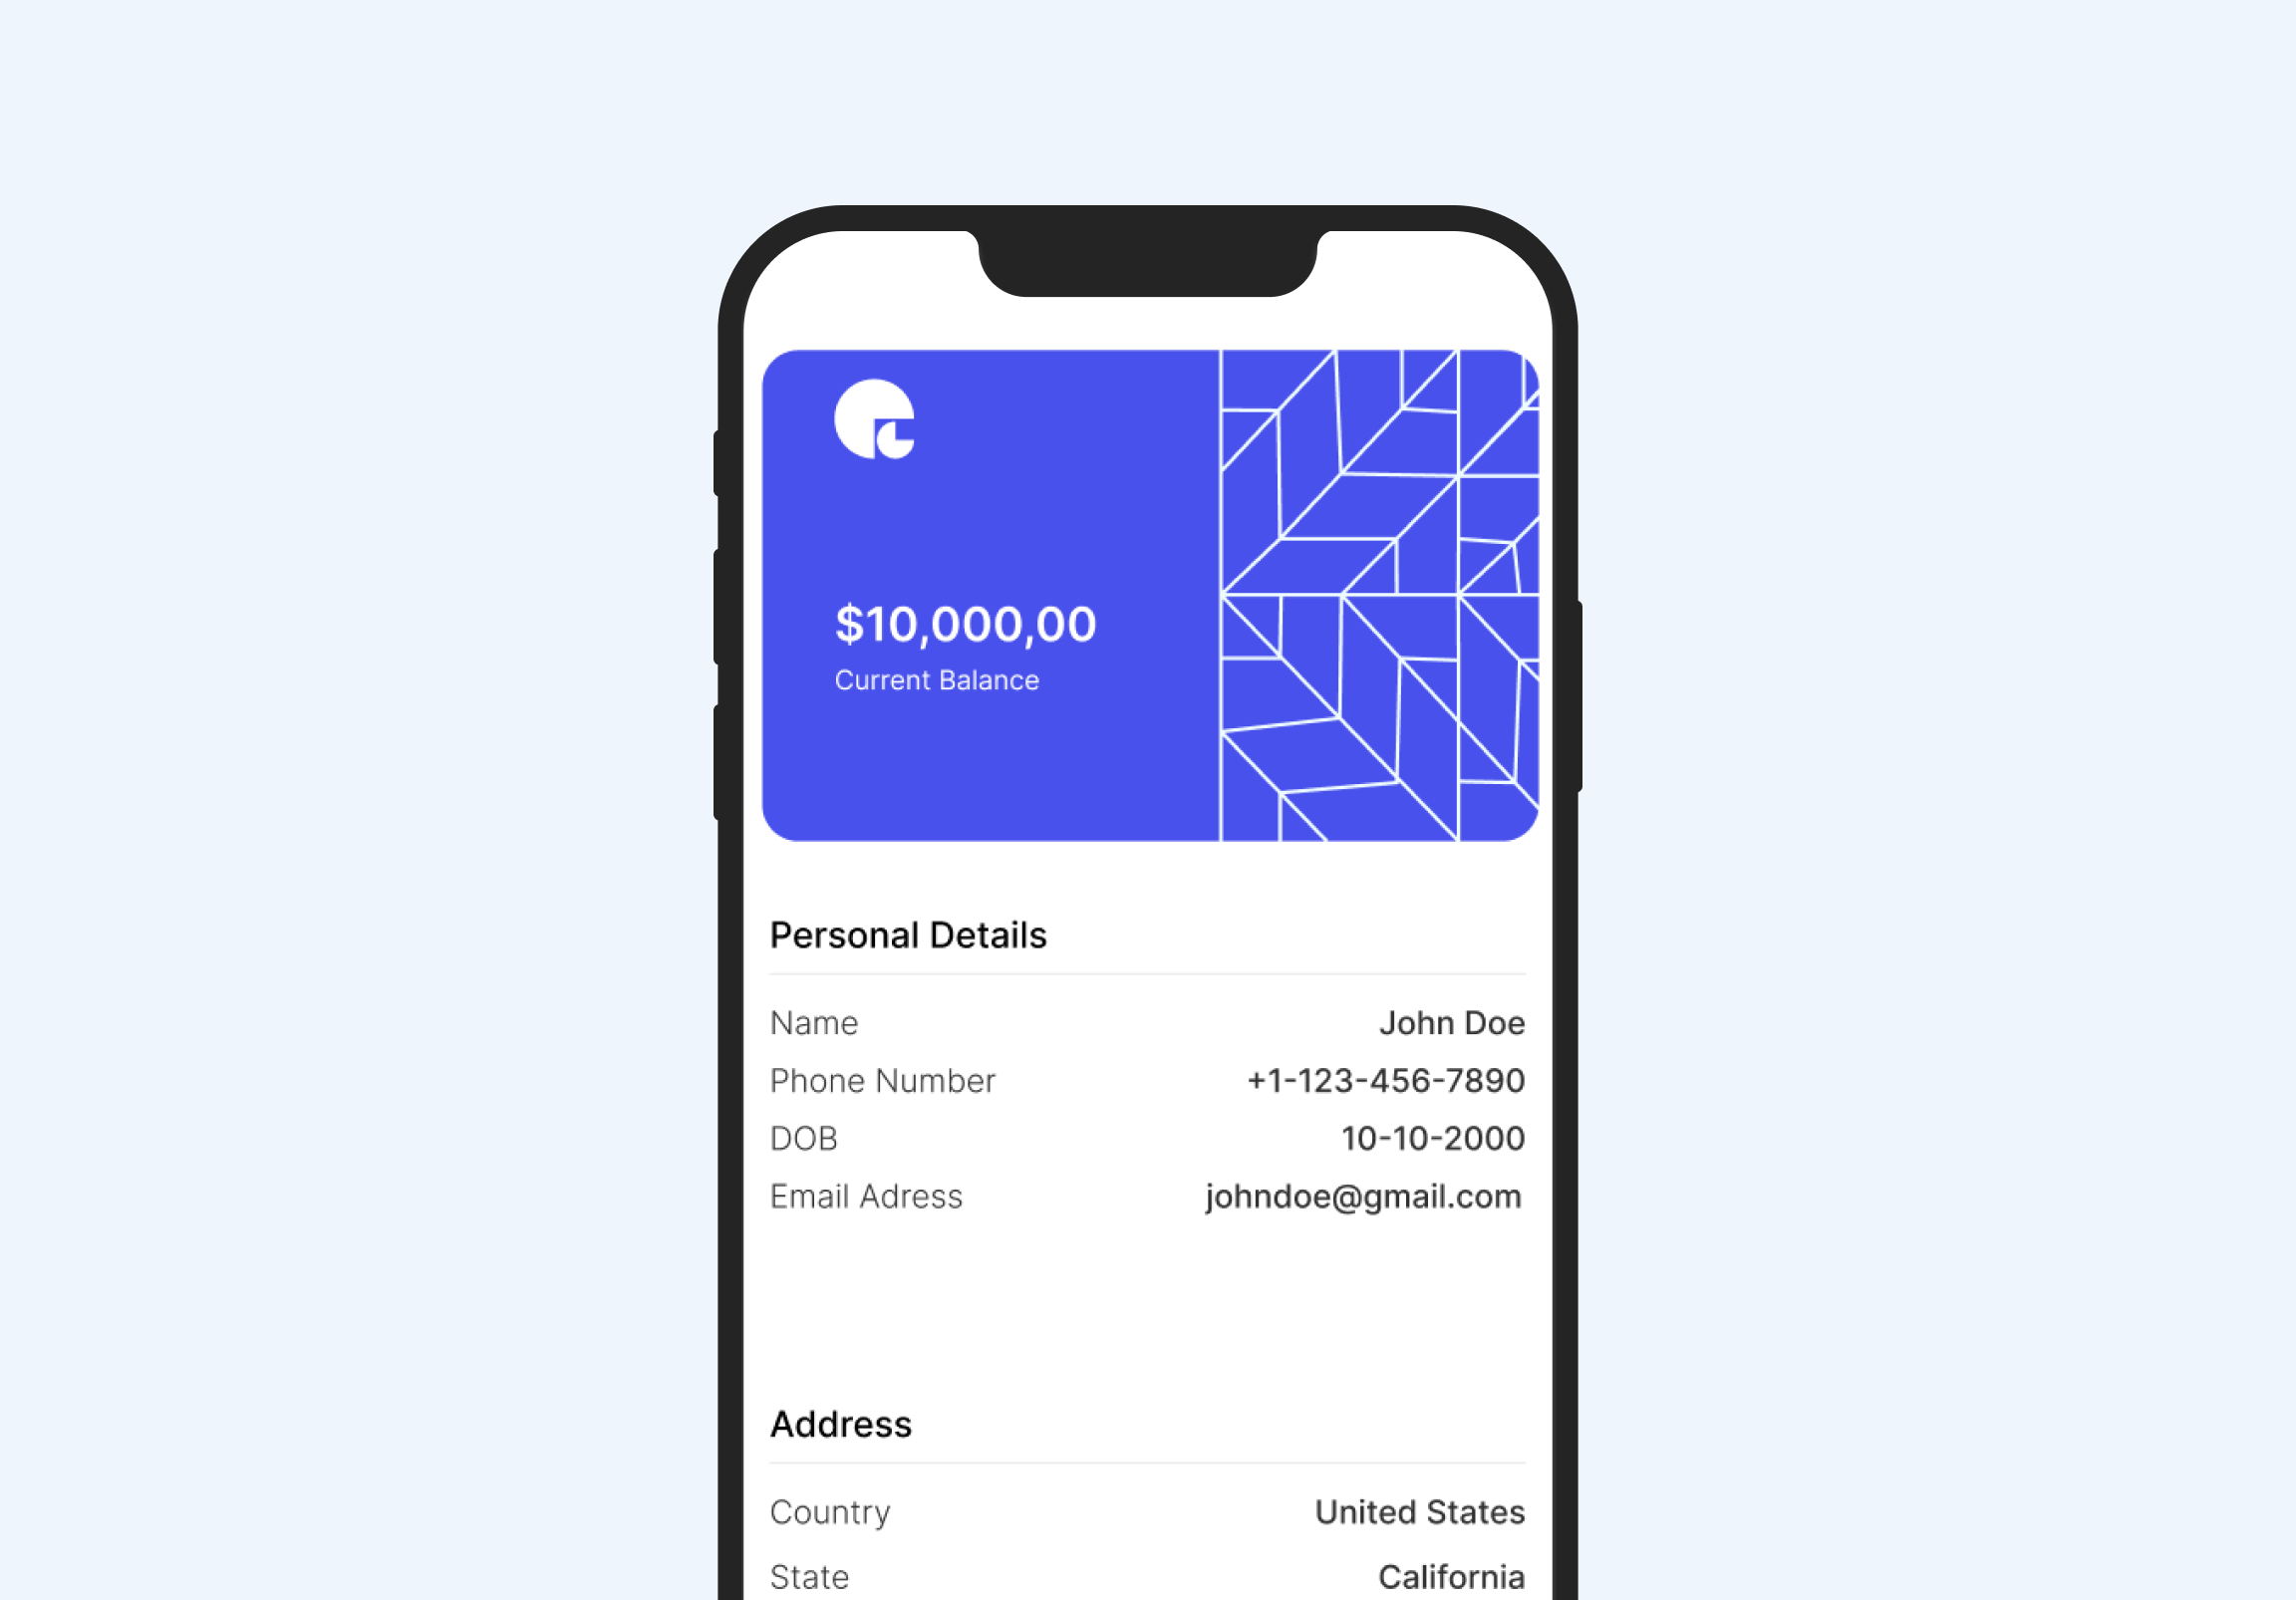 $10,000,00
Current Balance
Personal Details
Name John Doe
Phone Number +1-123-456-7890
DOB 10-10-2000
Email Adress johndoe@gmail.com
Address
Country United States
State California